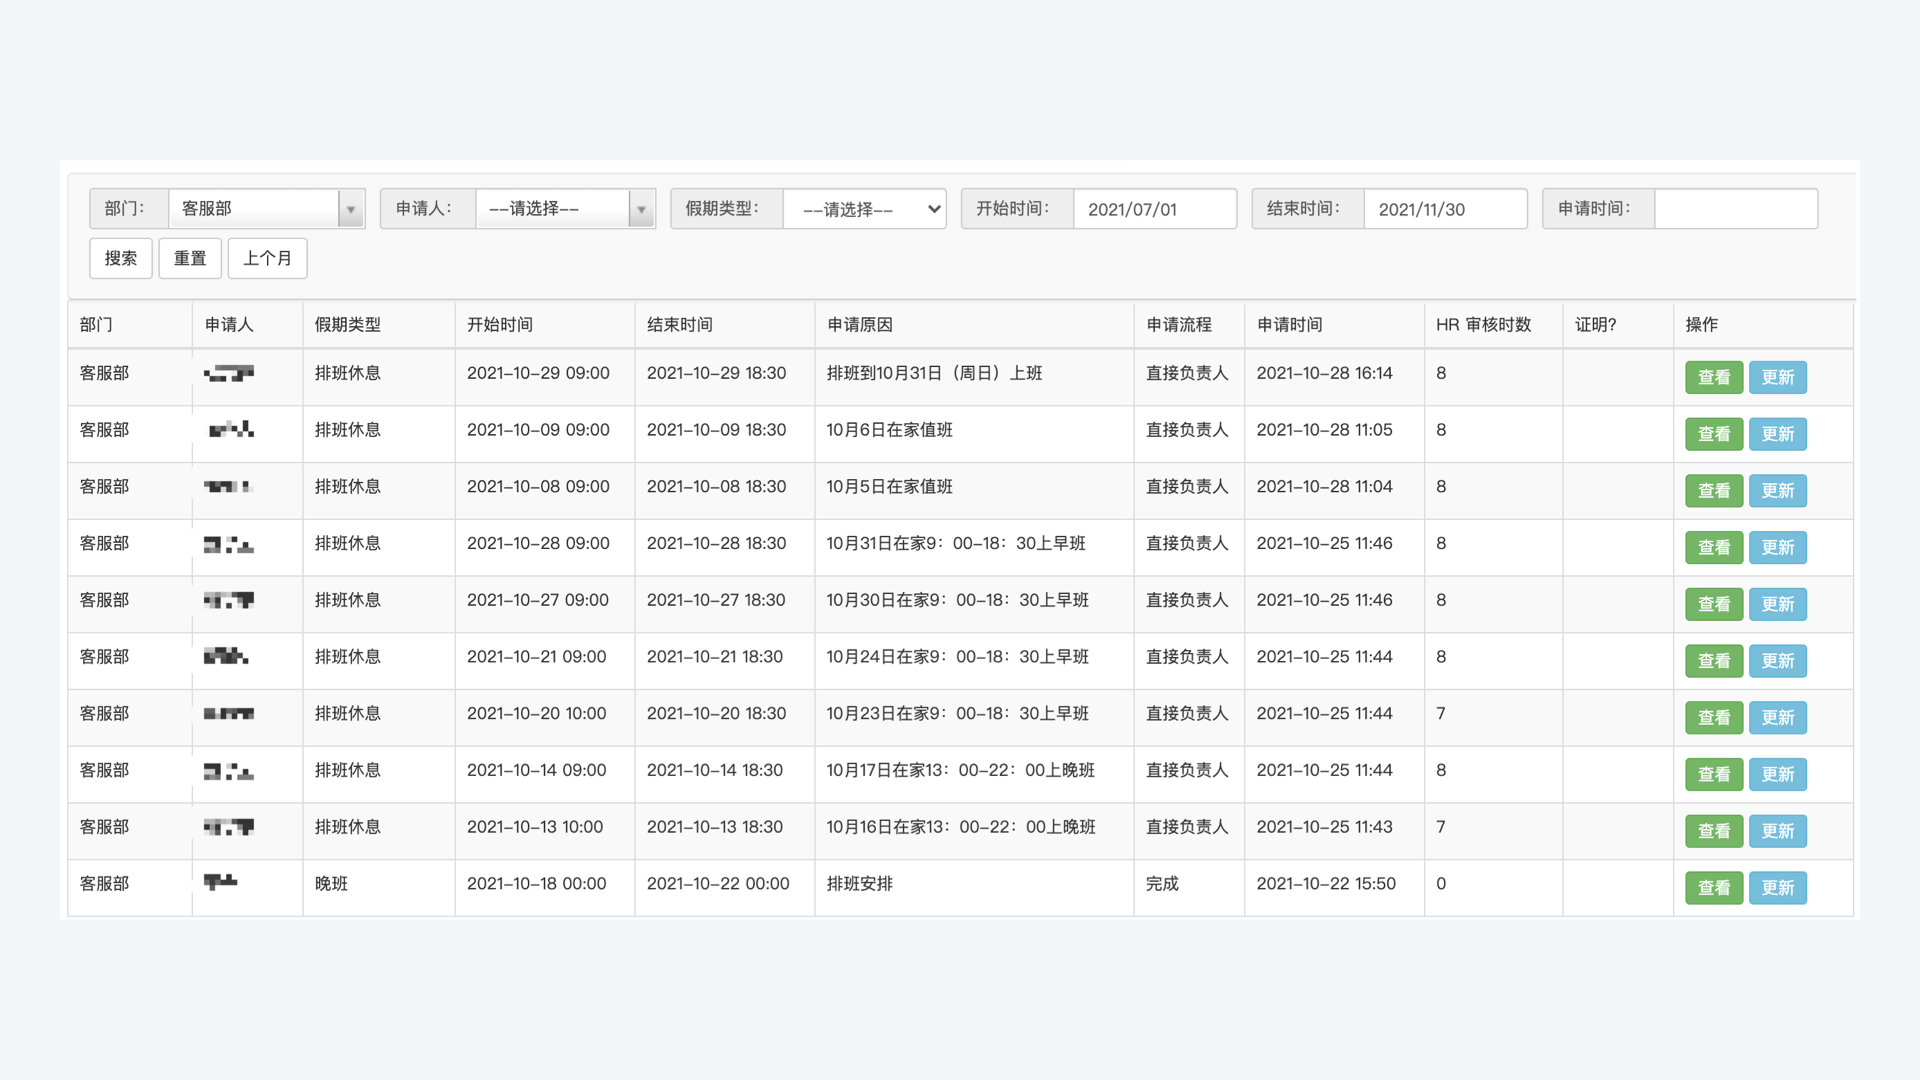 部门： 客服部 申请人： --请选择-- 假期类型： --请选择-- 开始时间： 2021/07/01 结束时间： 2021/11/30 申请时间：
搜索 重置 上个月
部门 申请人 假期类型 开始时间 结束时间 申请原因 申请流程 申请时间 HR 审核时数 证明? 操作
客服部 排班休息 2021-10-29 09:00 2021-10-29 18:30 排班到10月31日（周日）上班 直接负责人 2021-10-28 16:14 8 查看 更新
客服部 排班休息 2021-10-09 09:00 2021-10-09 18:30 10月6日在家值班 直接负责人 2021-10-28 11:05 8 查看 更新
客服部 排班休息 2021-10-08 09:00 2021-10-08 18:30 10月5日在家值班 直接负责人 2021-10-28 11:04 8 查看 更新
客服部 排班休息 2021-10-28 09:00 2021-10-28 18:30 10月31日在家9：00-18：30上早班 直接负责人 2021-10-25 11:46 8 查看 更新
客服部 排班休息 2021-10-27 09:00 2021-10-27 18:30 10月30日在家9：00-18：30上早班 直接负责人 2021-10-25 11:46 8 查看 更新
客服部 排班休息 2021-10-21 09:00 2021-10-21 18:30 10月24日在家9：00-18：30上早班 直接负责人 2021-10-25 11:44 8 查看 更新
客服部 排班休息 2021-10-20 10:00 2021-10-20 18:30 10月23日在家9：00-18：30上早班 直接负责人 2021-10-25 11:44 7 查看 更新
客服部 排班休息 2021-10-14 09:00 2021-10-14 18:30 10月17日在家13：00-22：00上晚班 直接负责人 2021-10-25 11:44 8 查看 更新
客服部 排班休息 2021-10-13 10:00 2021-10-13 18:30 10月16日在家13：00-22：00上晚班 直接负责人 2021-10-25 11:43 7 查看 更新
客服部 晚班 2021-10-18 00:00 2021-10-22 00:00 排班安排 完成 2021-10-22 15:50 0 查看 更新